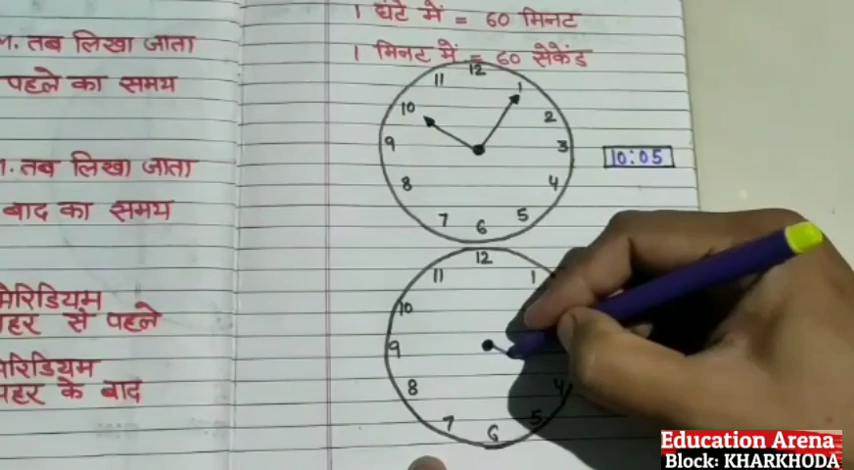 तब लिखा जाता
पहले का समय
तब लिखा जाता
बाद का समय
मेरिडियम
से पहले
मेरिडियम
के बाद
1 घंटे में = 60 मिनट
1 मिनट में = 60 सेकेंड
12
11 1
10 2
9 3
8 4
7 5
6
10:05
12
11 1
10
9
8 4
7 5
6
Education Arena
Block: KHARKHODA